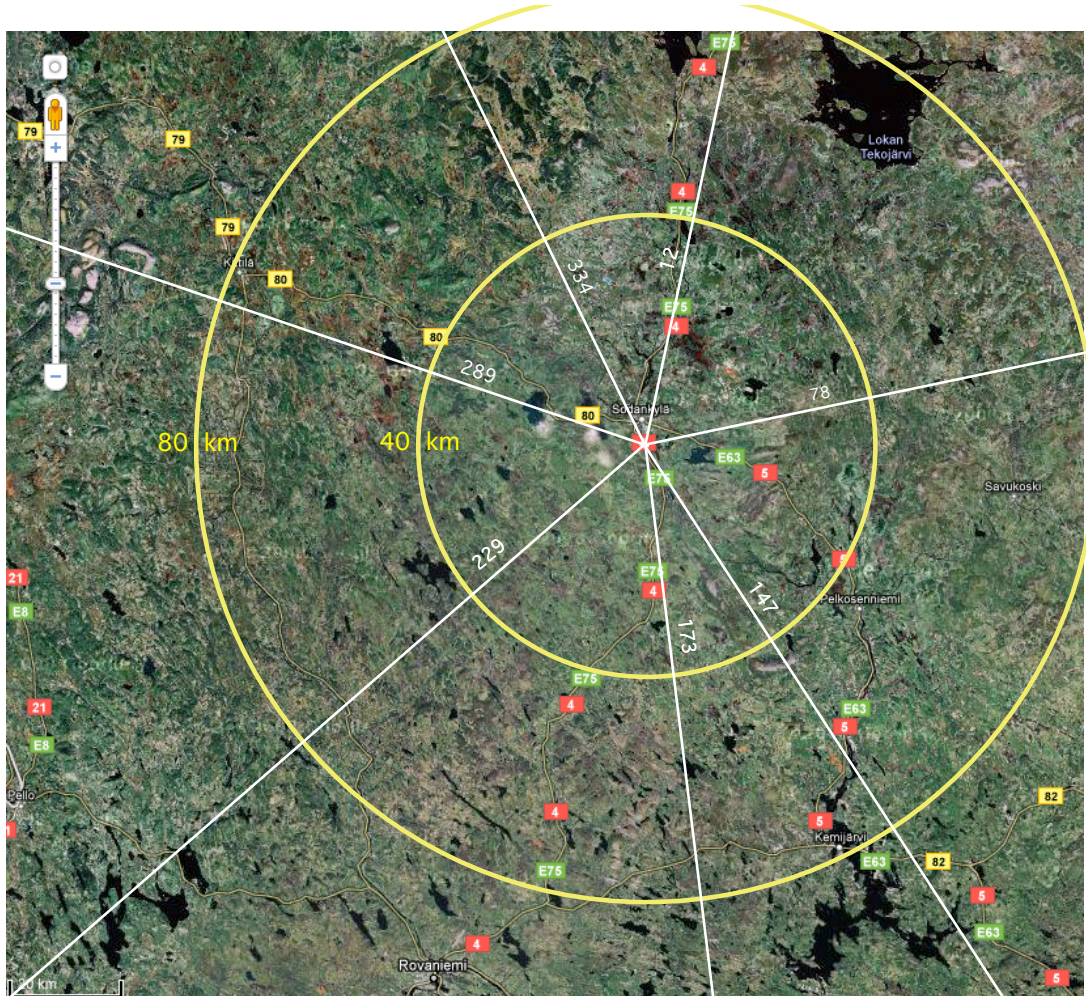 E75
4
79
79
Lokan
Tekojärvi
4
E75
79
Kittilä
12
334
80
E75
4
80
289
78
Sodankylä
80
80 km
40 km
E63
5
E75
Savukoski
229
21
E75
5
4
147
Pelkosenniemi
E8
173
E75
21
4
E63
5
E8
Pello
82
4
5
Kemijärvi
E63
82
E75
5
E63
4
Rovaniemi
5
20 km